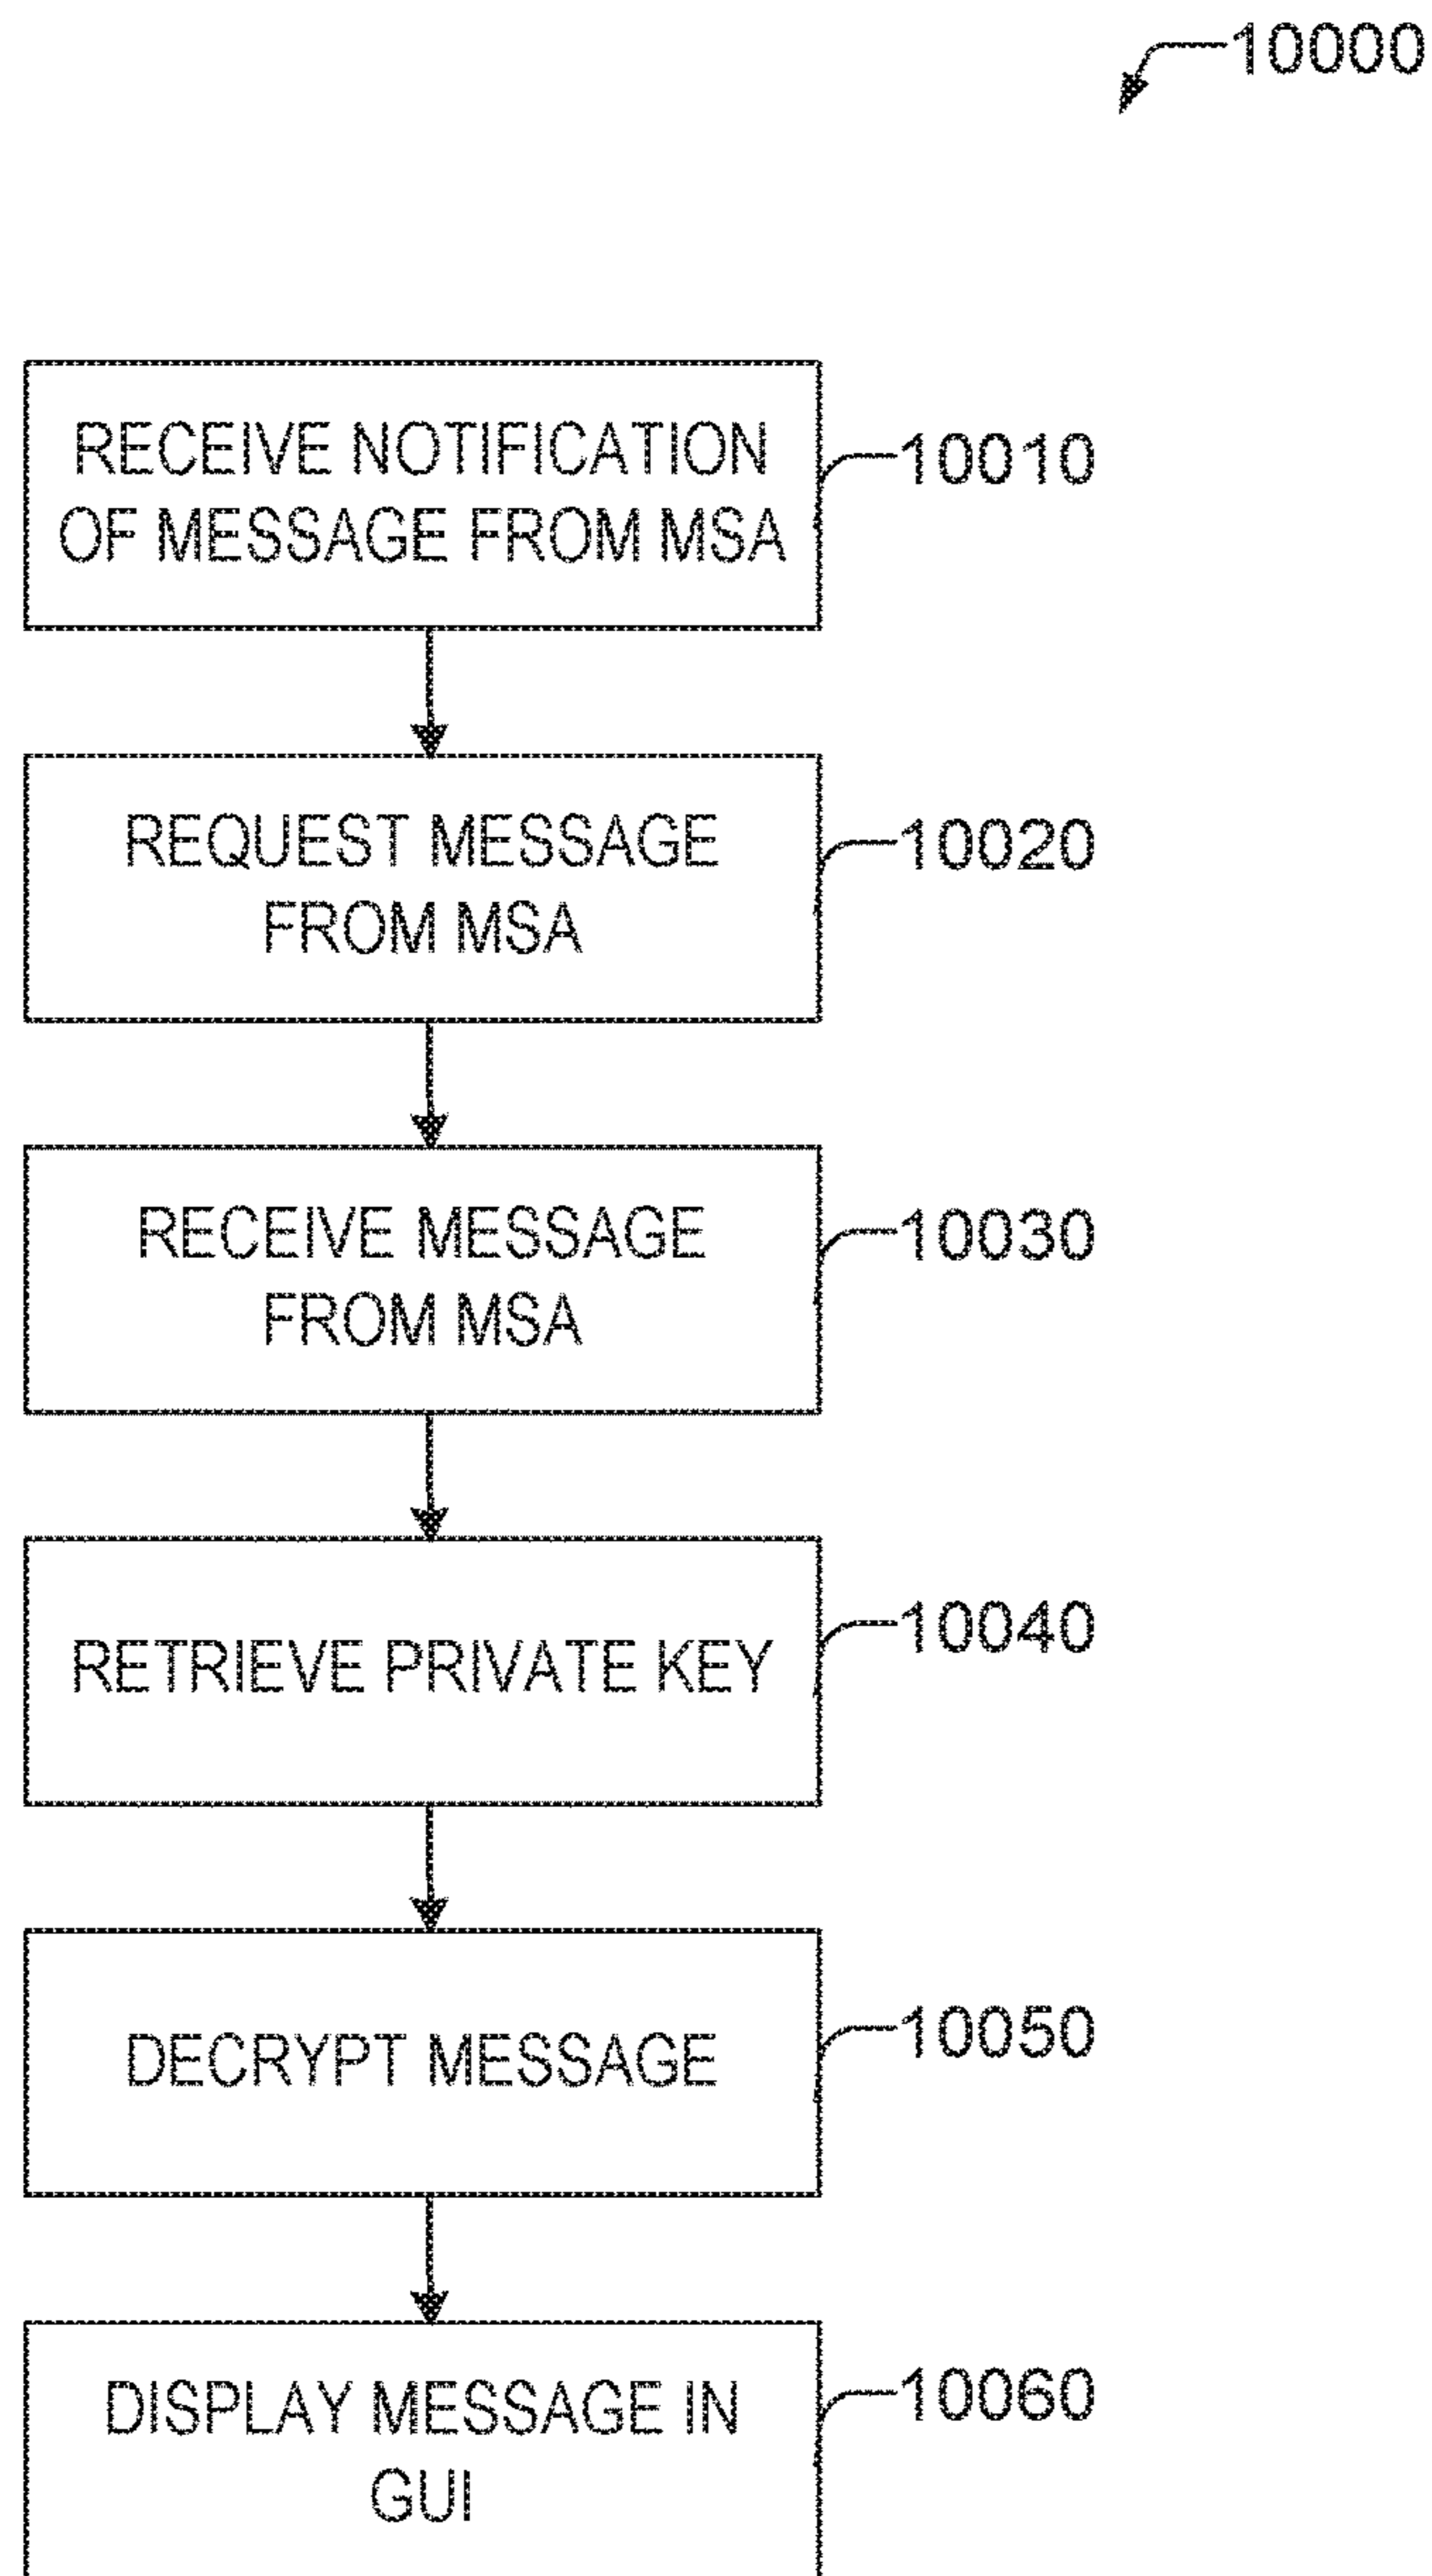 10000
RECEIVE NOTIFICATION
OF MESSAGE FROM MSA
10010
REQUEST MESSAGE
FROM MSA
10020
RECEIVE MESSAGE
FROM MSA
10030
RETRIEVE PRIVATE KEY
10040
DECRYPT MESSAGE
10050
DISPLAY MESSAGE IN
GUI
10060